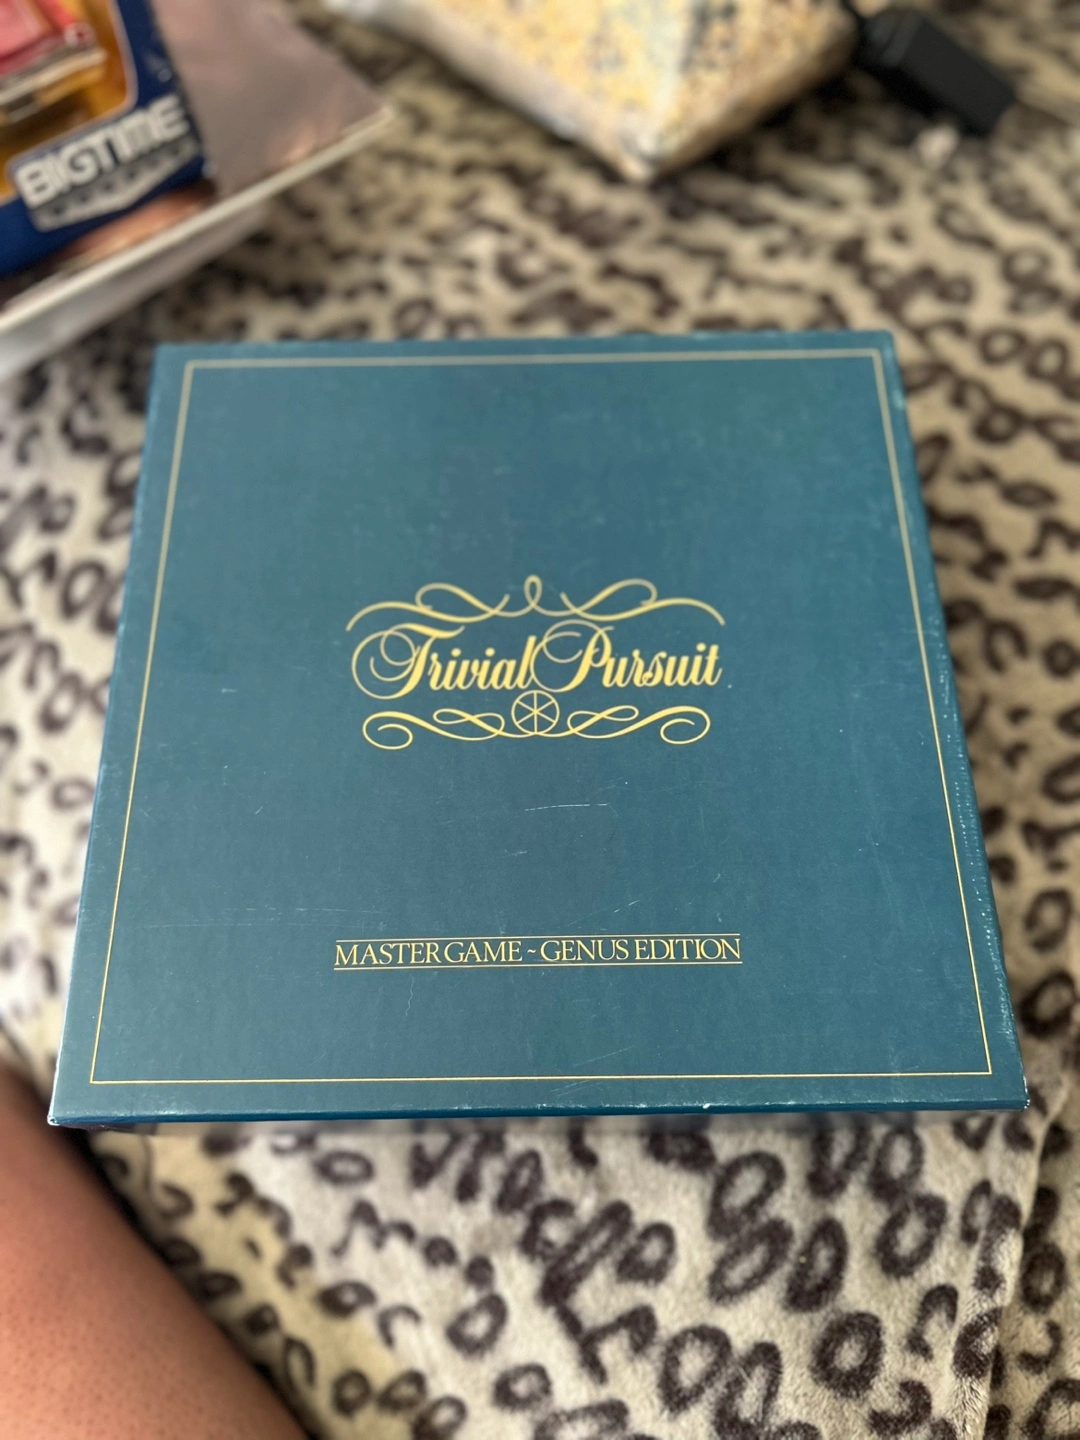 BIGTIME
Trivial Pursuit
MASTER GAME ~ GENUS EDITION